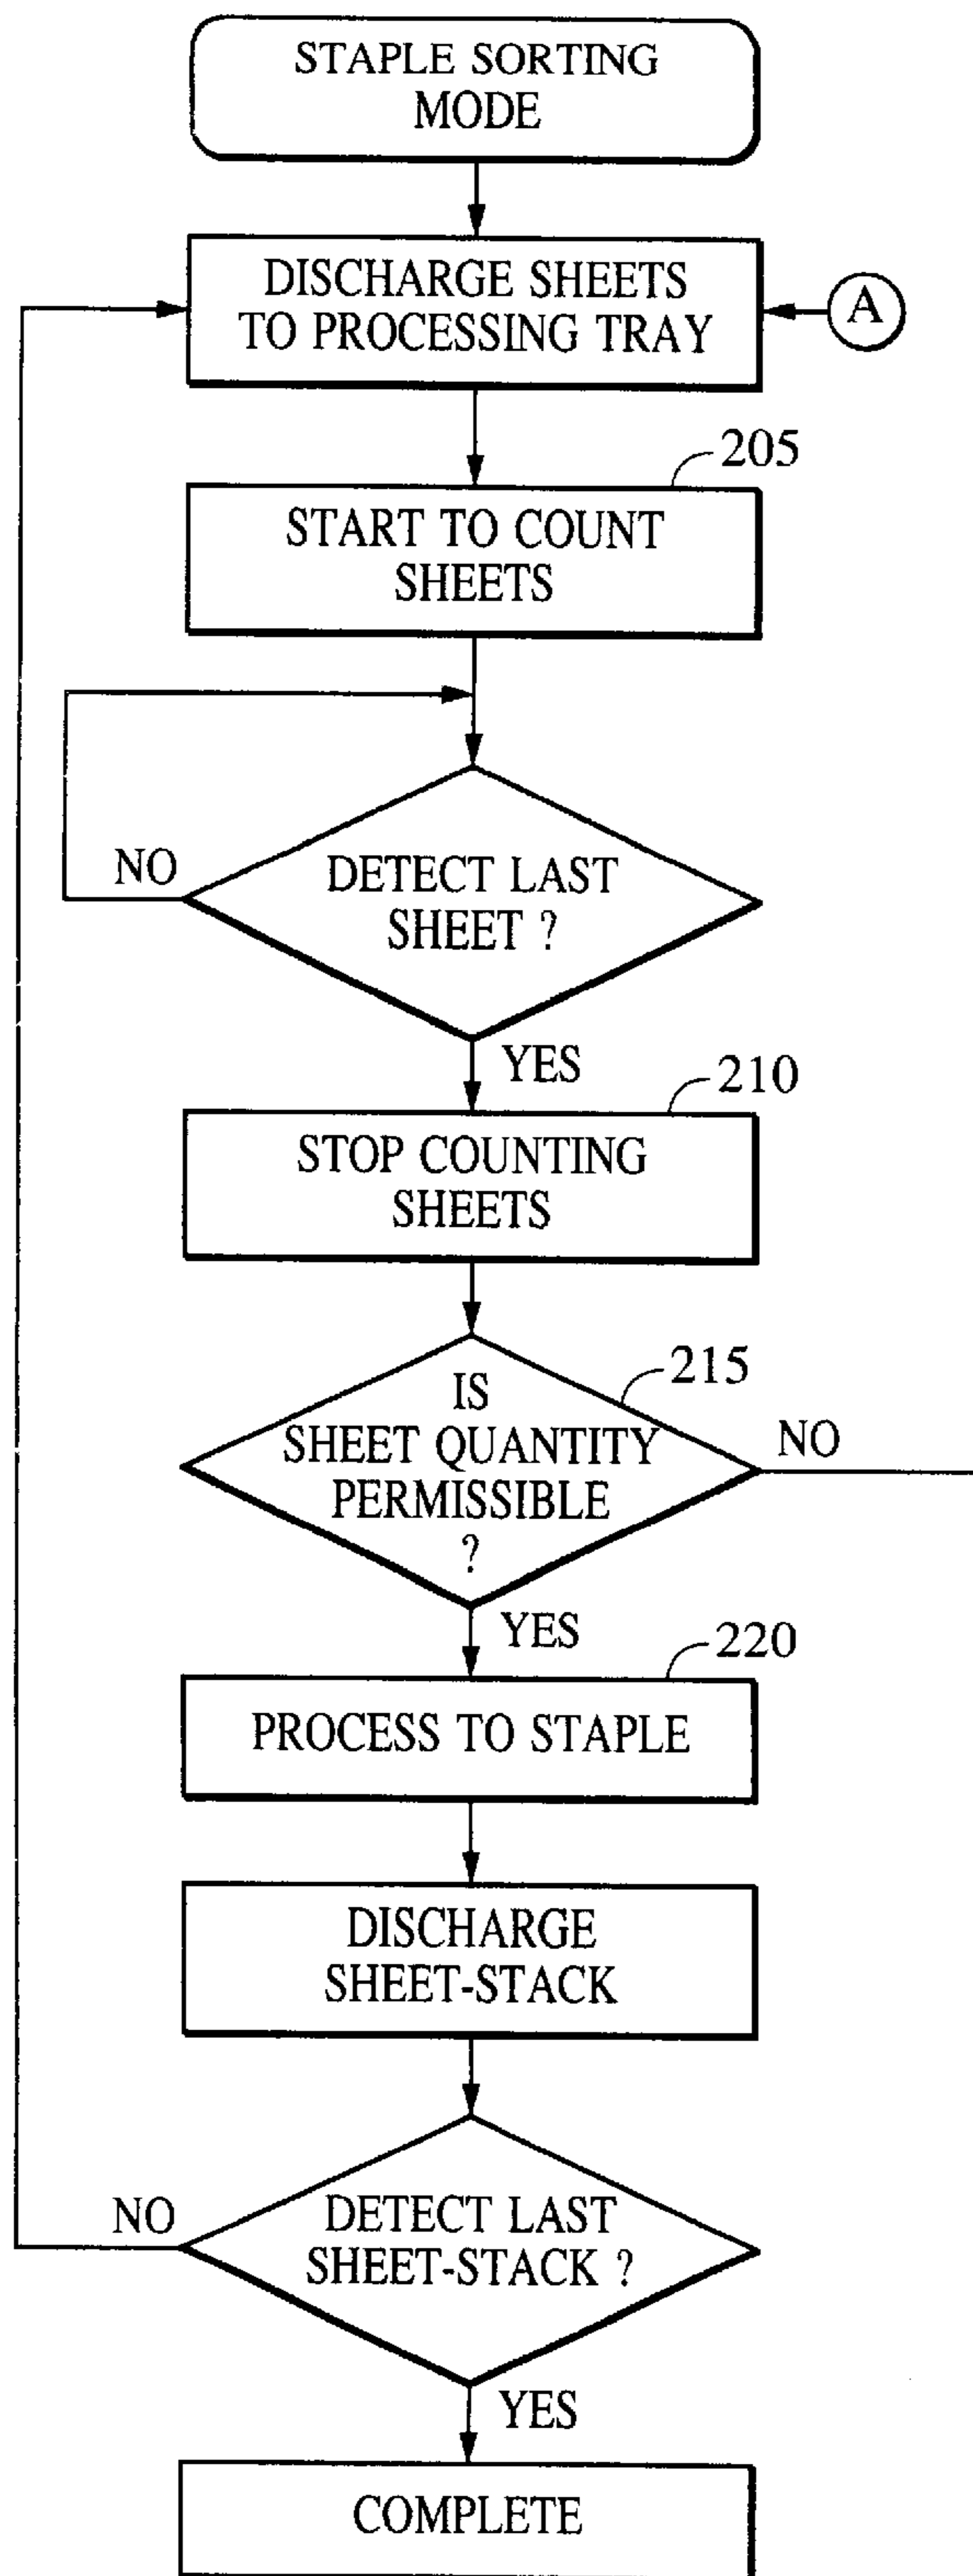 STAPLE SORTING
MODE
DISCHARGE SHEETS
TO PROCESSING TRAY
A
205
START TO COUNT
SHEETS
NO
DETECT LAST
SHEET ?
YES
210
STOP COUNTING
SHEETS
215
IS
SHEET QUANTITY
PERMISSIBLE
?
NO
YES
220
PROCESS TO STAPLE
DISCHARGE
SHEET-STACK
NO
DETECT LAST
SHEET-STACK ?
YES
COMPLETE